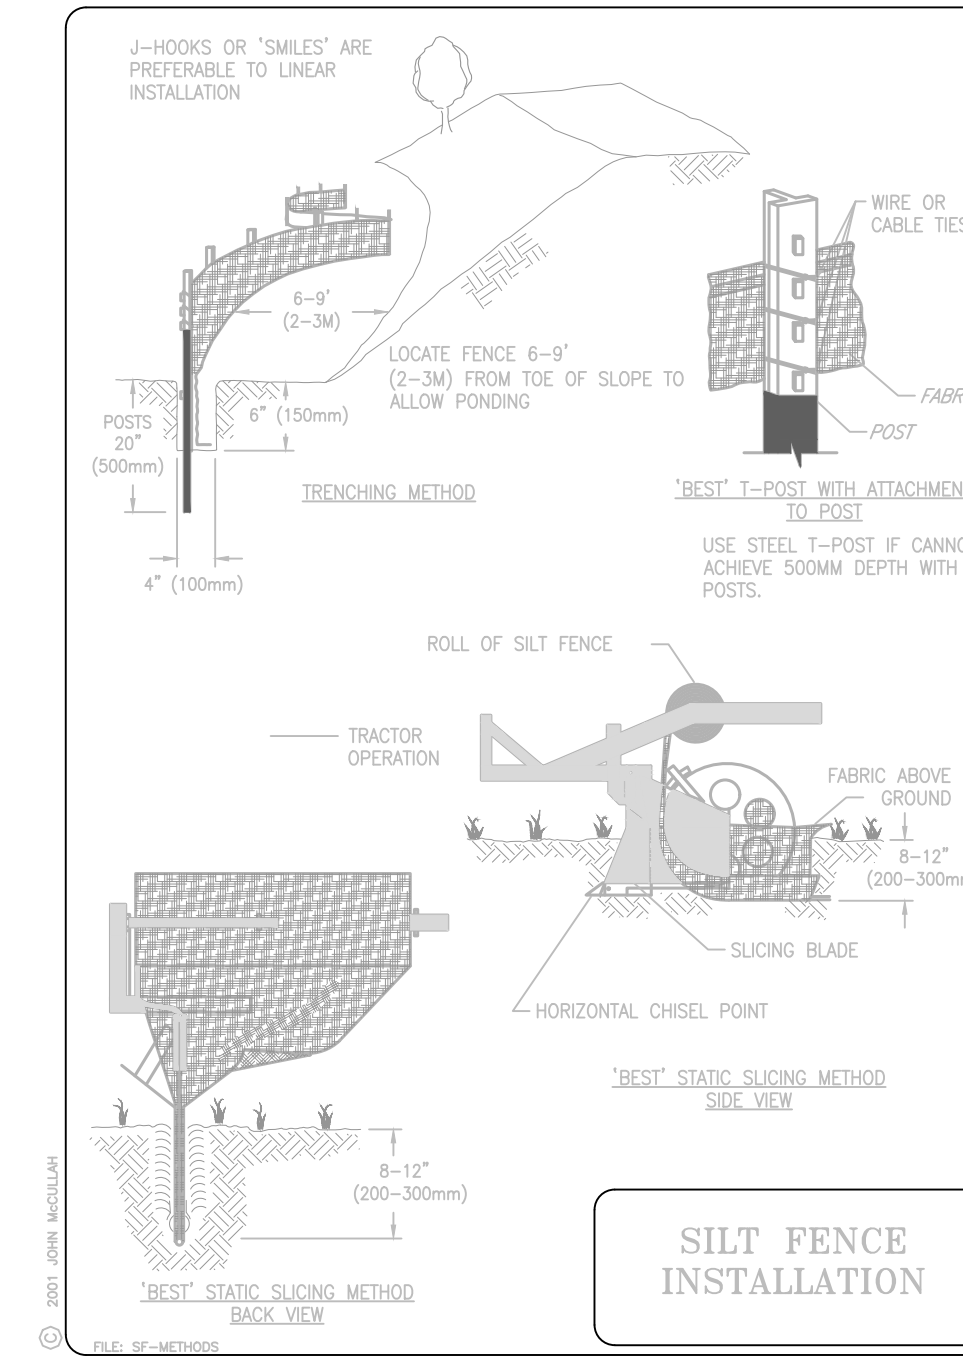 J-HOOKS OR 'SMILES' ARE
PREFERABLE TO LINEAR
INSTALLATION
WIRE OR
CABLE TIES
6-9'
(2-3M)
LOCATE FENCE 6-9'
(2-3M) FROM TOE OF SLOPE TO
ALLOW PONDING
6" (150mm)
POSTS
20"
(500mm)
4" (100mm)
TRENCHING METHOD
POST
'BEST' T-POST WITH ATTACHMEN
TO POST
USE STEEL T-POST IF CANNO
ACHIEVE 500MM DEPTH WITH
POSTS.
ROLL OF SILT FENCE
TRACTOR
OPERATION
FABRIC ABOVE
GROUND
8-12"
(200-300mm
SLICING BLADE
HORIZONTAL CHISEL POINT
'BEST' STATIC SLICING METHOD
SIDE VIEW
8-12"
(200-300mm)
'BEST' STATIC SLICING METHOD
BACK VIEW
SILT FENCE
INSTALLATION
© 2001 JOHN McCULLAH
FILE: SF-METHODS